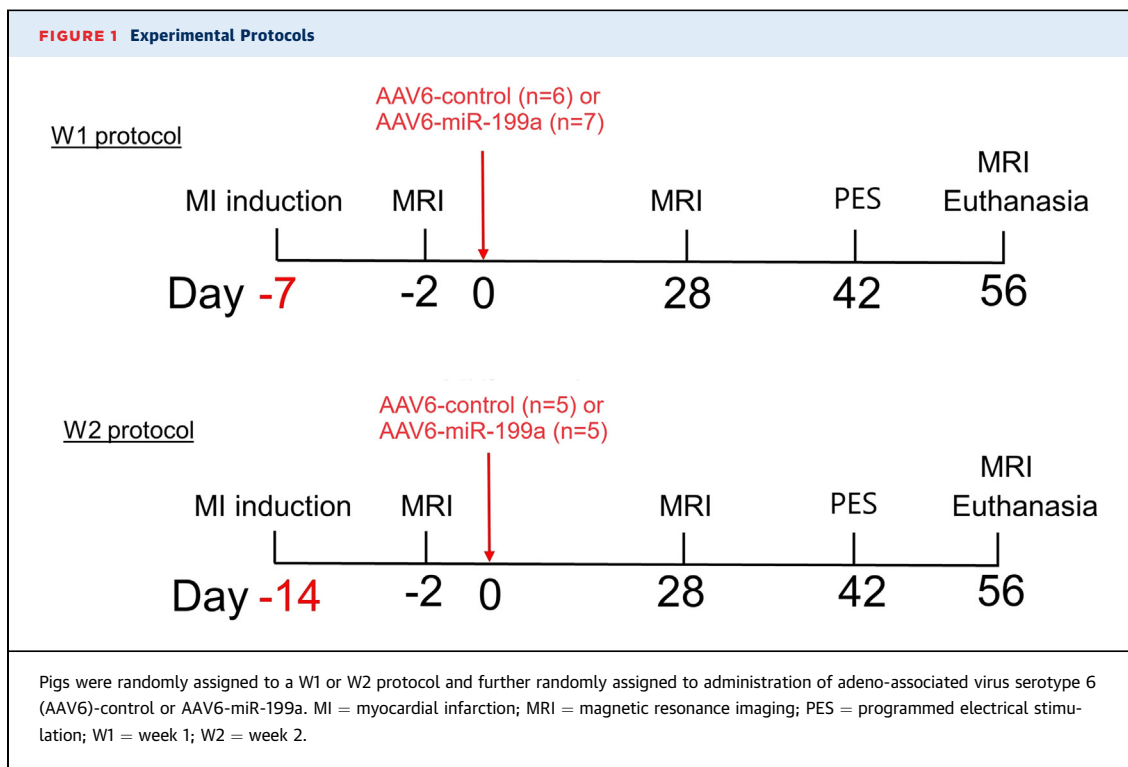 FIGURE 1 Experimental Protocols
AAV6-control (n=6) or
AAV6-miR-199a (n=7)
W1 protocol
MI induction MRI MRI PES MRI
Euthanasia
Day -7 -2 0 28 42 56
AAV6-control (n=5) or
AAV6-miR-199a (n=5)
W2 protocol
MI induction MRI MRI PES MRI
Euthanasia
Day -14 -2 0 28 42 56
Pigs were randomly assigned to a W1 or W2 protocol and further randomly assigned to administration of adeno-associated virus serotype 6
(AAV6)-control or AAV6-miR-199a. MI = myocardial infarction; MRI = magnetic resonance imaging; PES = programmed electrical stimu-
lation; W1 = week 1; W2 = week 2.